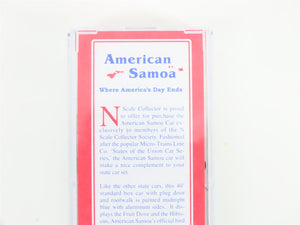 American
Samoa
Where America's Day Ends
N Scale Collector is proud
to offer for purchase the
American Samoa Car ex-
clusively to members of the N
Scale Collector Society. Fashioned
after the popular Micro-Trains Line
Co. States of the Union Car Se-
ries, the American Samoa car will
make a nice complement to your
state car set.
Like the other state cars, this 40'
standard box car with plug door
and roofwalk is painted midnight
blue with aluminum sides. It dis-
plays the Fruit Dove and the Hibis-
cus, American Samoa's official bird